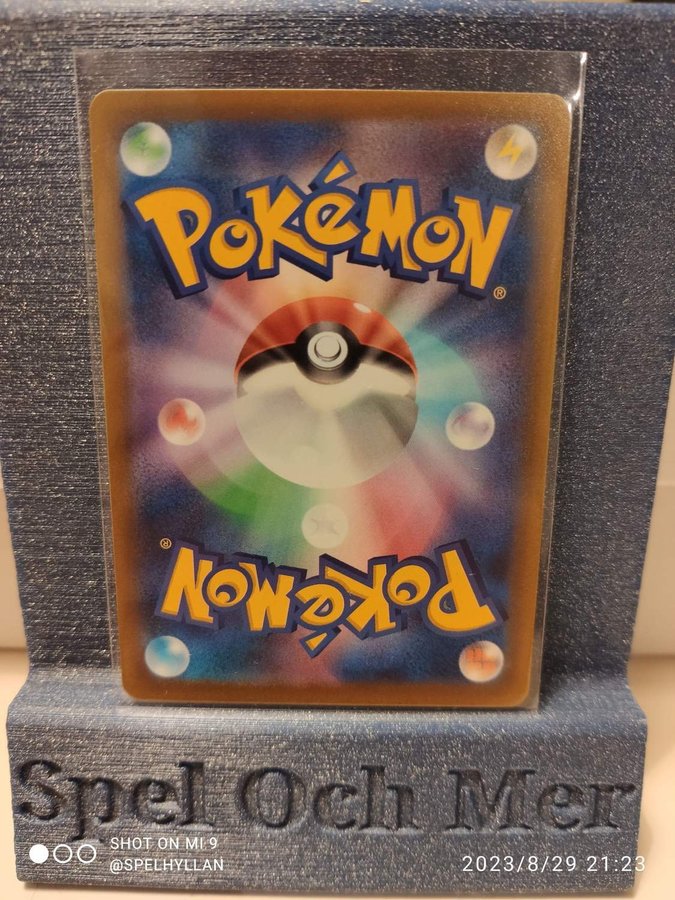 POKéMON
®
®
POKéMON
Spel Och Mer
SHOT ON MI 9
@SPELHYLLAN
2023/8/29 21:23